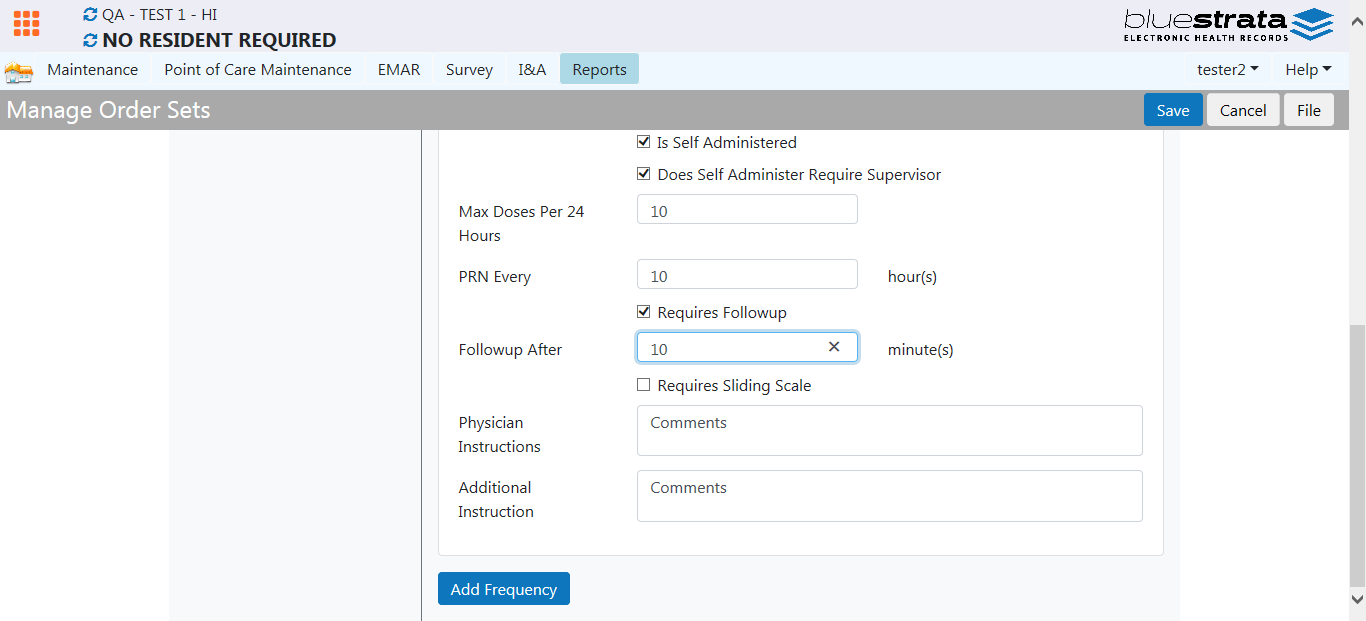 QA - TEST 1 - HI
NO RESIDENT REQUIRED
bluestrata
ELECTRONIC HEALTH RECORDS
Maintenance Point of Care Maintenance EMAR Survey I&A Reports tester2 Help
Manage Order Sets Save Cancel File
Is Self Administered
Does Self Administer Require Supervisor
Max Doses Per 24 Hours 10
PRN Every 10 hour(s)
Requires Followup
Followup After 10 minute(s)
Requires Sliding Scale
Physician Instructions Comments
Additional Instruction Comments
Add Frequency